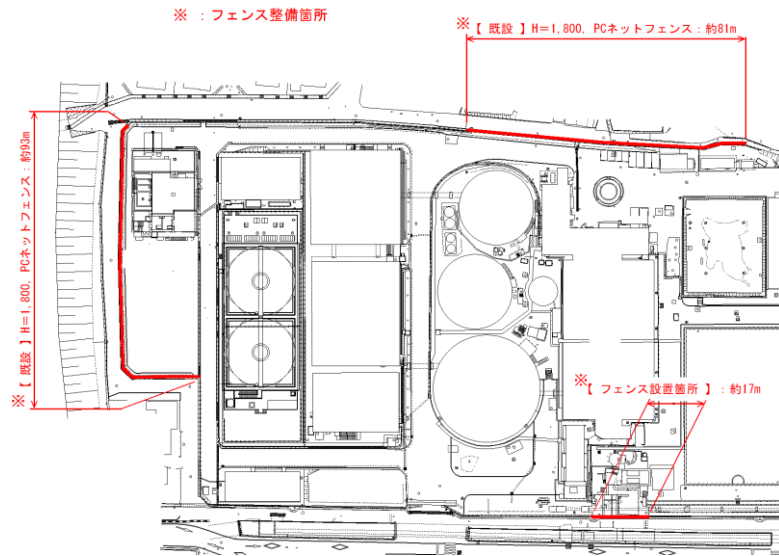 ※ ：フェンス整備箇所
※【 既設 】H＝1,800．PCネットフェンス：約81m
※【 既設 】H＝1,800．PCネットフェンス：約93m
※【 フェンス設置箇所 】：約17m